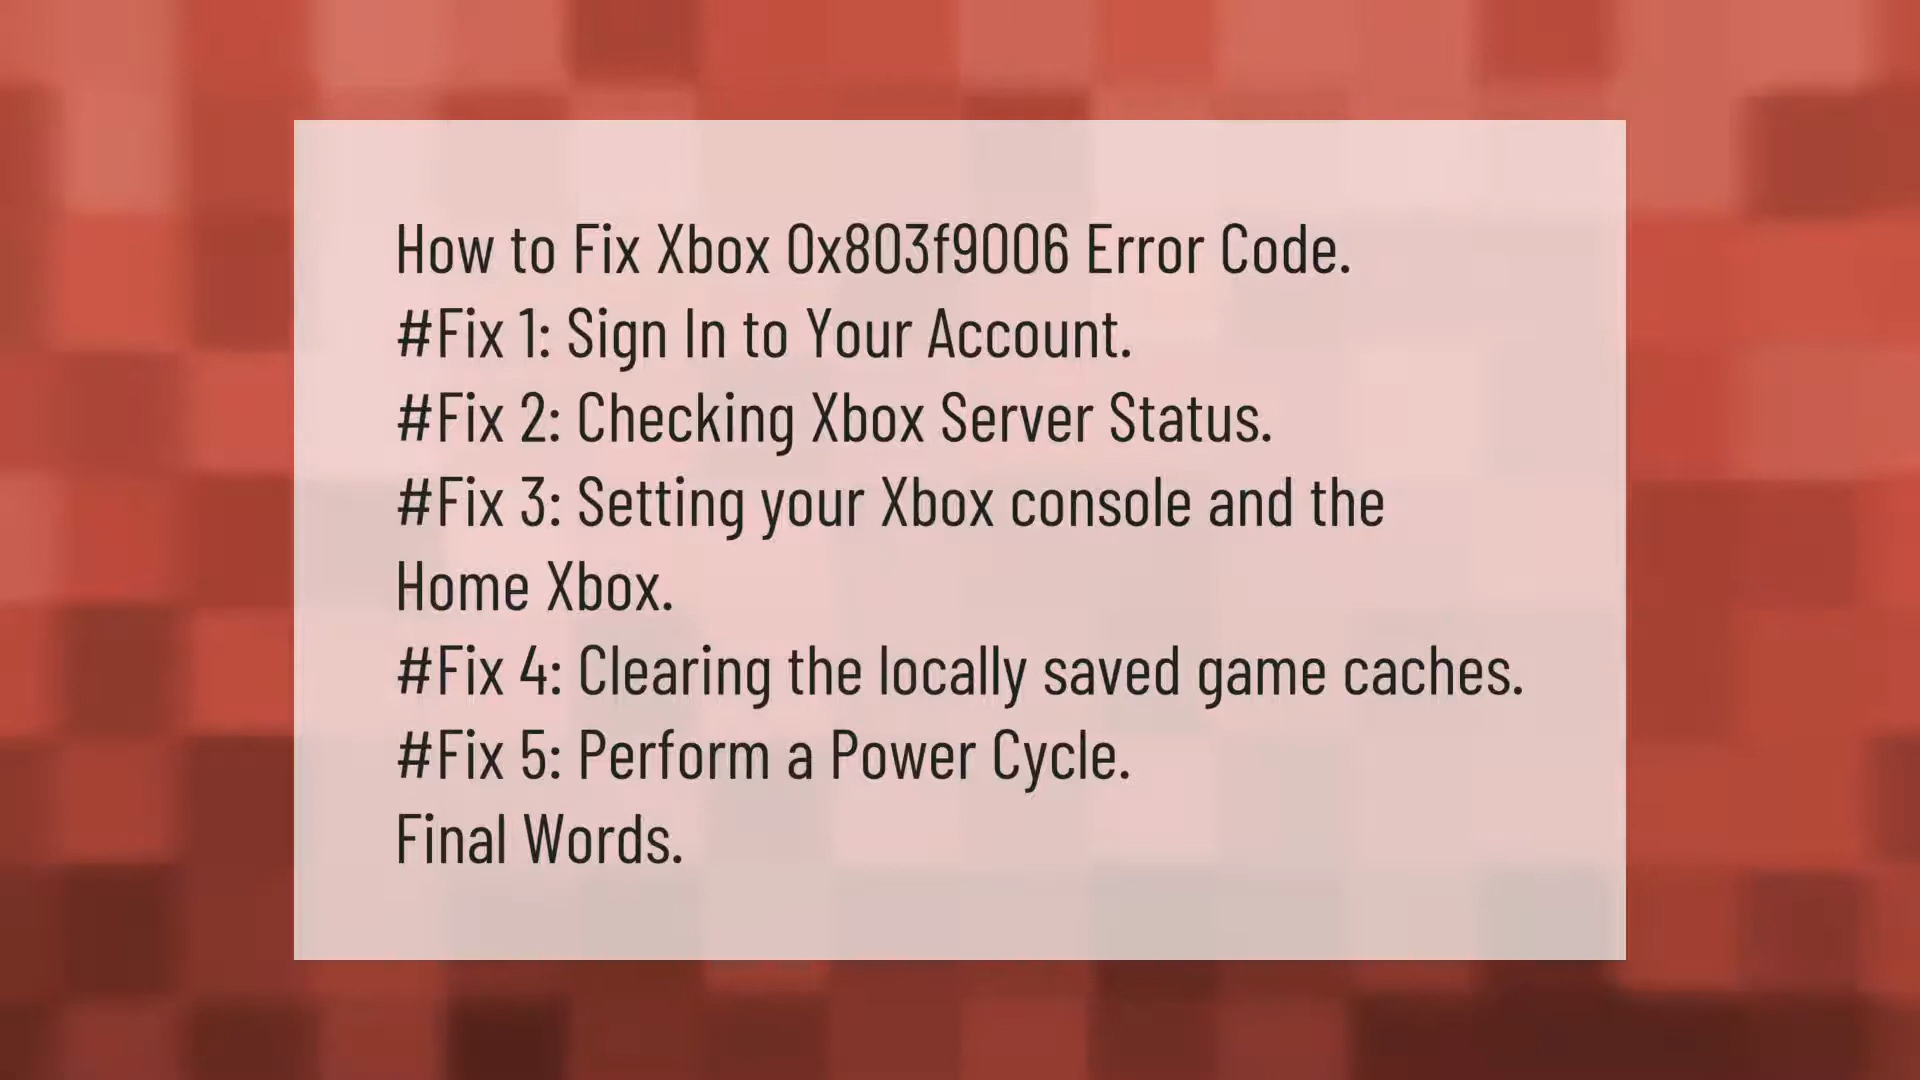 How to Fix Xbox 0x803f9006 Error Code.
#Fix 1: Sign In to Your Account.
#Fix 2: Checking Xbox Server Status.
#Fix 3: Setting your Xbox console and the
Home Xbox.
#Fix 4: Clearing the locally saved game caches.
#Fix 5: Perform a Power Cycle.
Final Words.